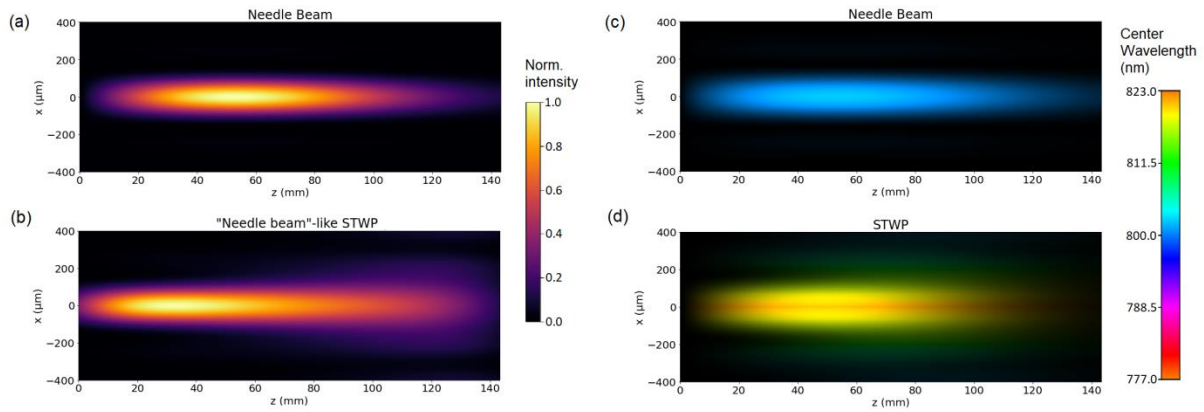 (a)
Needle Beam
400
200
0
−200
−400
x (µm)
0 20 40 60 80 100 120 140
z (mm)
Norm.
intensity
1.0
0.8
0.6
0.4
0.2
0.0
(b)
"Needle beam"-like STWP
400
200
0
−200
−400
x (µm)
0 20 40 60 80 100 120 140
z (mm)
(c)
Needle Beam
400
200
0
−200
−400
x (µm)
0 20 40 60 80 100 120 140
z (mm)
(d)
STWP
400
200
0
−200
−400
x (µm)
0 20 40 60 80 100 120 140
z (mm)
Center
Wavelength
(nm)
823.0
811.5
800.0
788.5
777.0